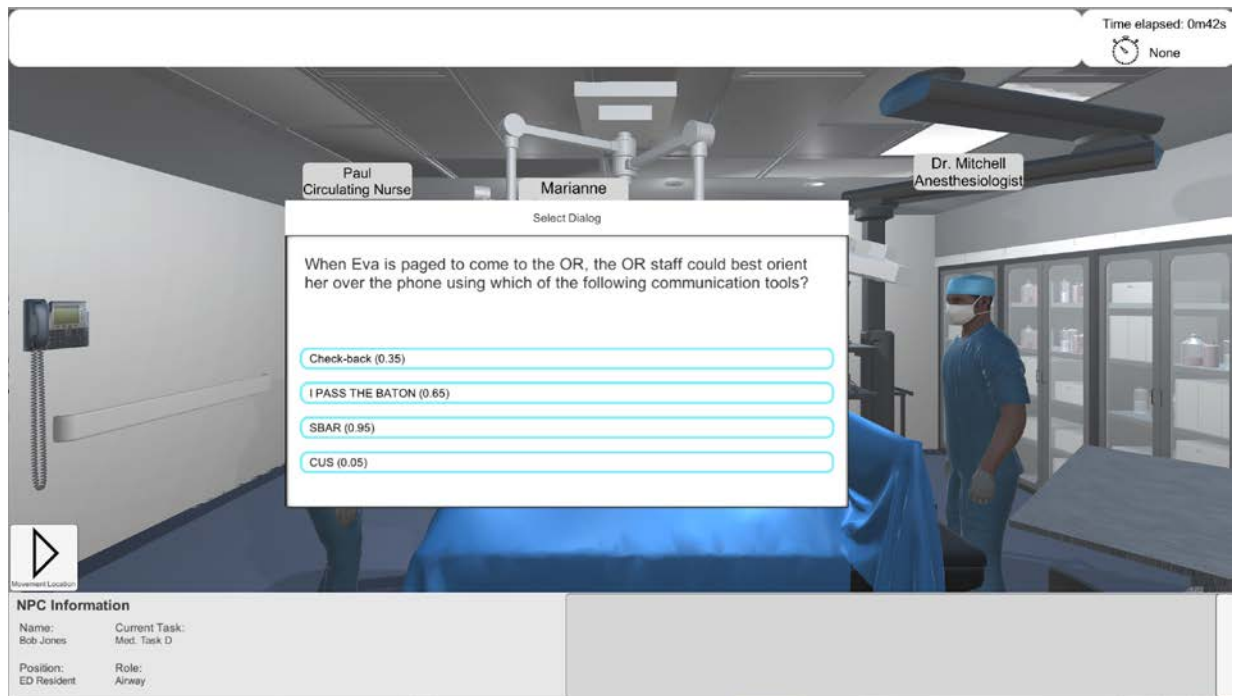 Time elapsed: 0m42s
None
Paul
Circulating Nurse
Marianne
Dr. Mitchell
Anesthesiologist
Select Dialog
When Eva is paged to come to the OR, the OR staff could best orient
her over the phone using which of the following communication tools?
Check-back (0.35)
I PASS THE BATON (0.65)
SBAR (0.95)
CUS (0.05)
Movement Location
NPC Information
Name:
Bob Jones
Current Task:
Med. Task D
Position:
ED Resident
Role:
Airway